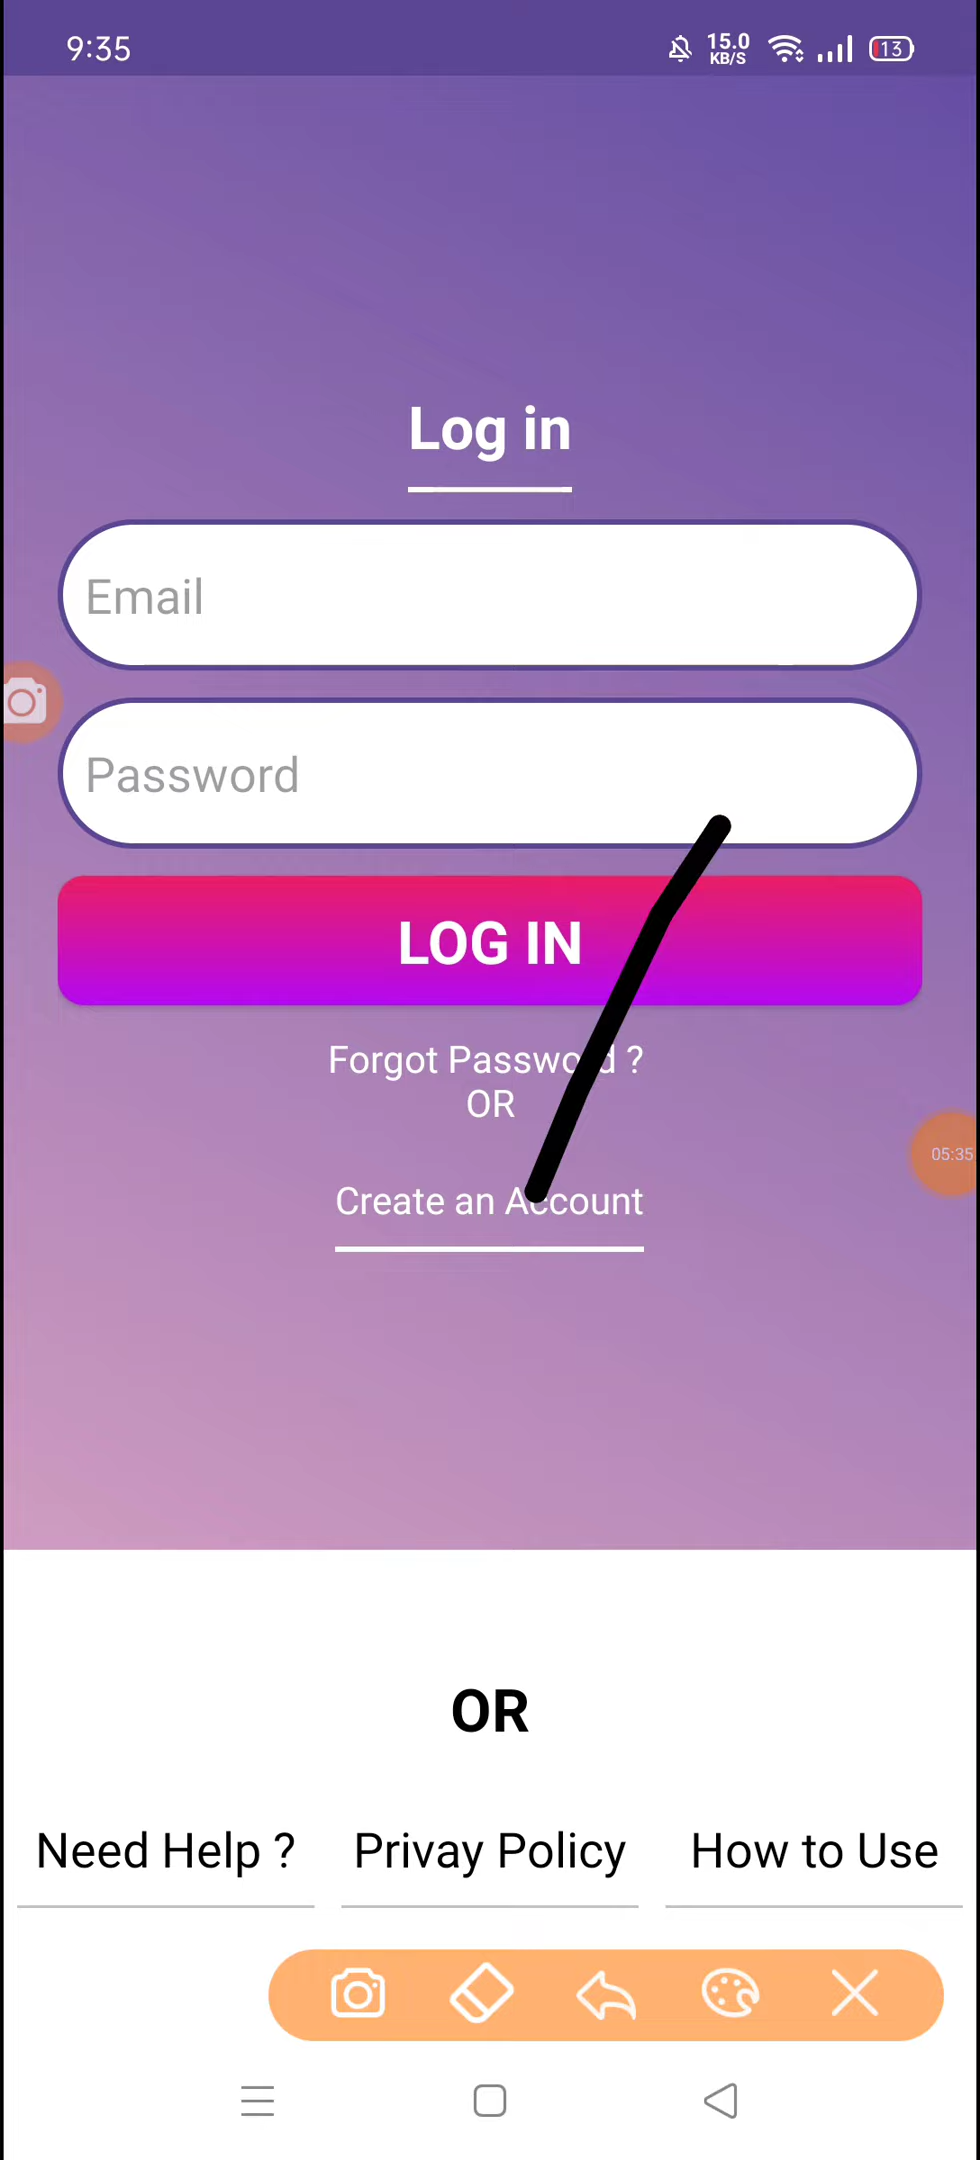 9:35 15.0 KB/S 13
Log in
Email
Password
LOG IN
Forgot Password ?
OR
05:35
Create an Account
OR
Need Help ? Privay Policy How to Use